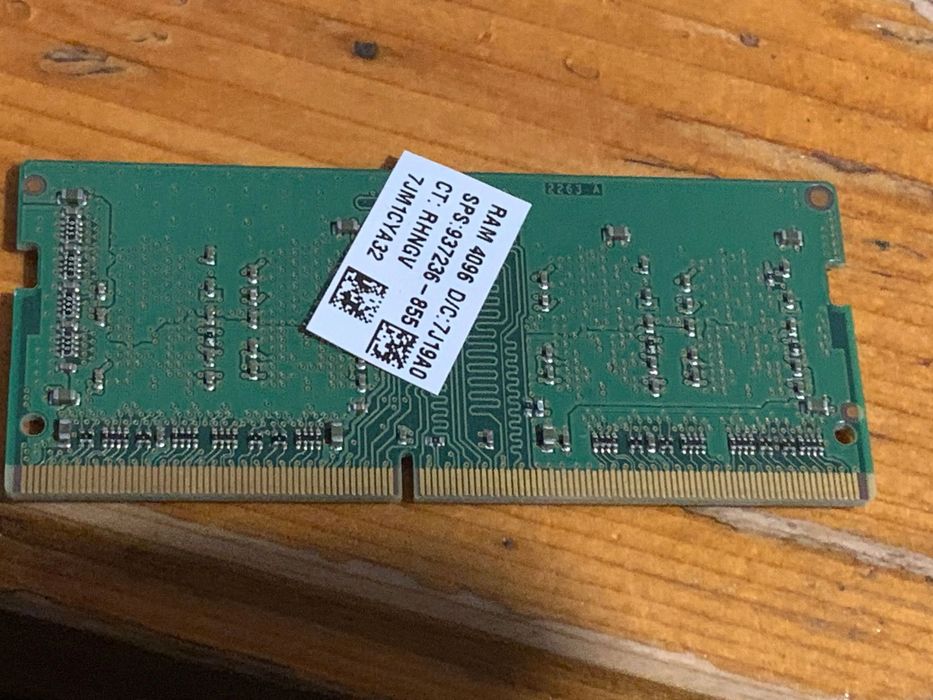 2263 A
RAM 4096 D/C:7J19A0
SPS:937236-855
CT: RHNGV
7JM1CYA32